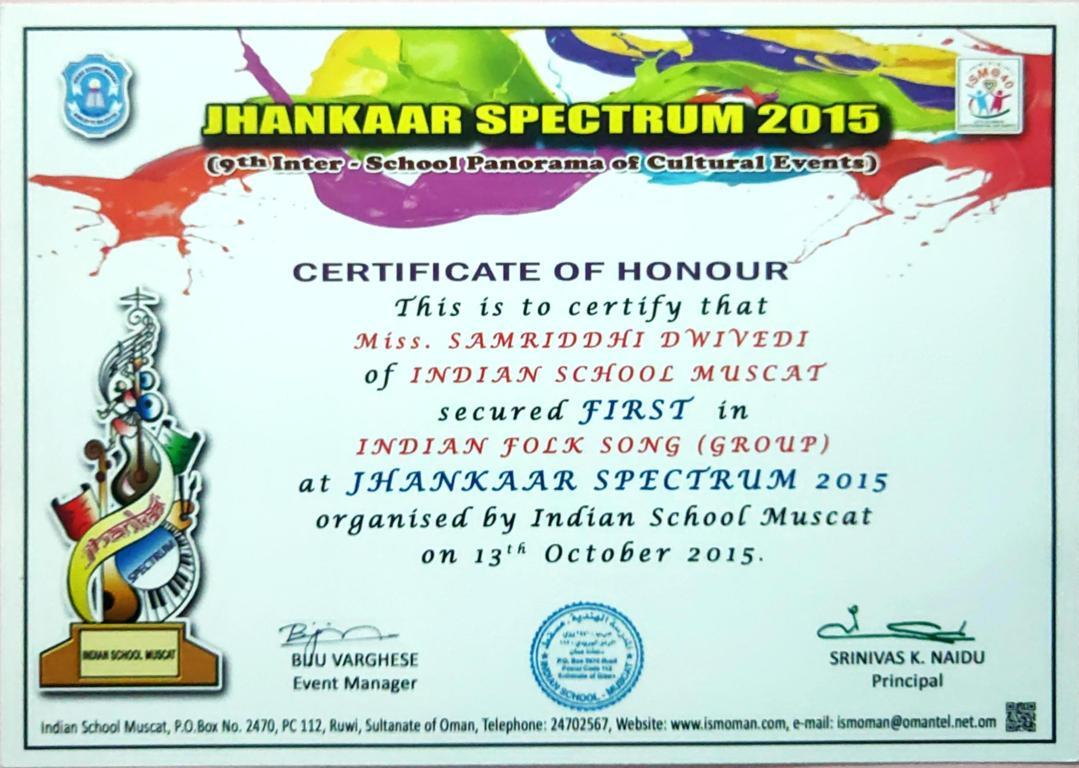 JHANKAAR SPECTRUM 2015
(9th Inter - School Panorama of Cultural Events)
ISM@40
CERTIFICATE OF HONOUR
This is to certify that
Miss. SAMRIDDHI DWIVEDI
of INDIAN SCHOOL MUSCAT
secured FIRST in
INDIAN FOLK SONG (GROUP)
at JHANKAAR SPECTRUM 2015
organised by Indian School Muscat
on 13th October 2015.
Jhankaar
SPECTRUM
INDIAN SCHOOL MUSCAT
BIJU VARGHESE
Event Manager
المدرسة الهندية - مسقط
P.O. Box 2470 Ruwi
Postal Code 112
Sultanate of Oman
INDIAN SCHOOL - MUSCAT
SRINIVAS K. NAIDU
Principal
Indian School Muscat, P.O.Box No. 2470, PC 112, Ruwi, Sultanate of Oman, Telephone: 24702567, Website: www.ismoman.com, e-mail: ismoman@omantel.net.om